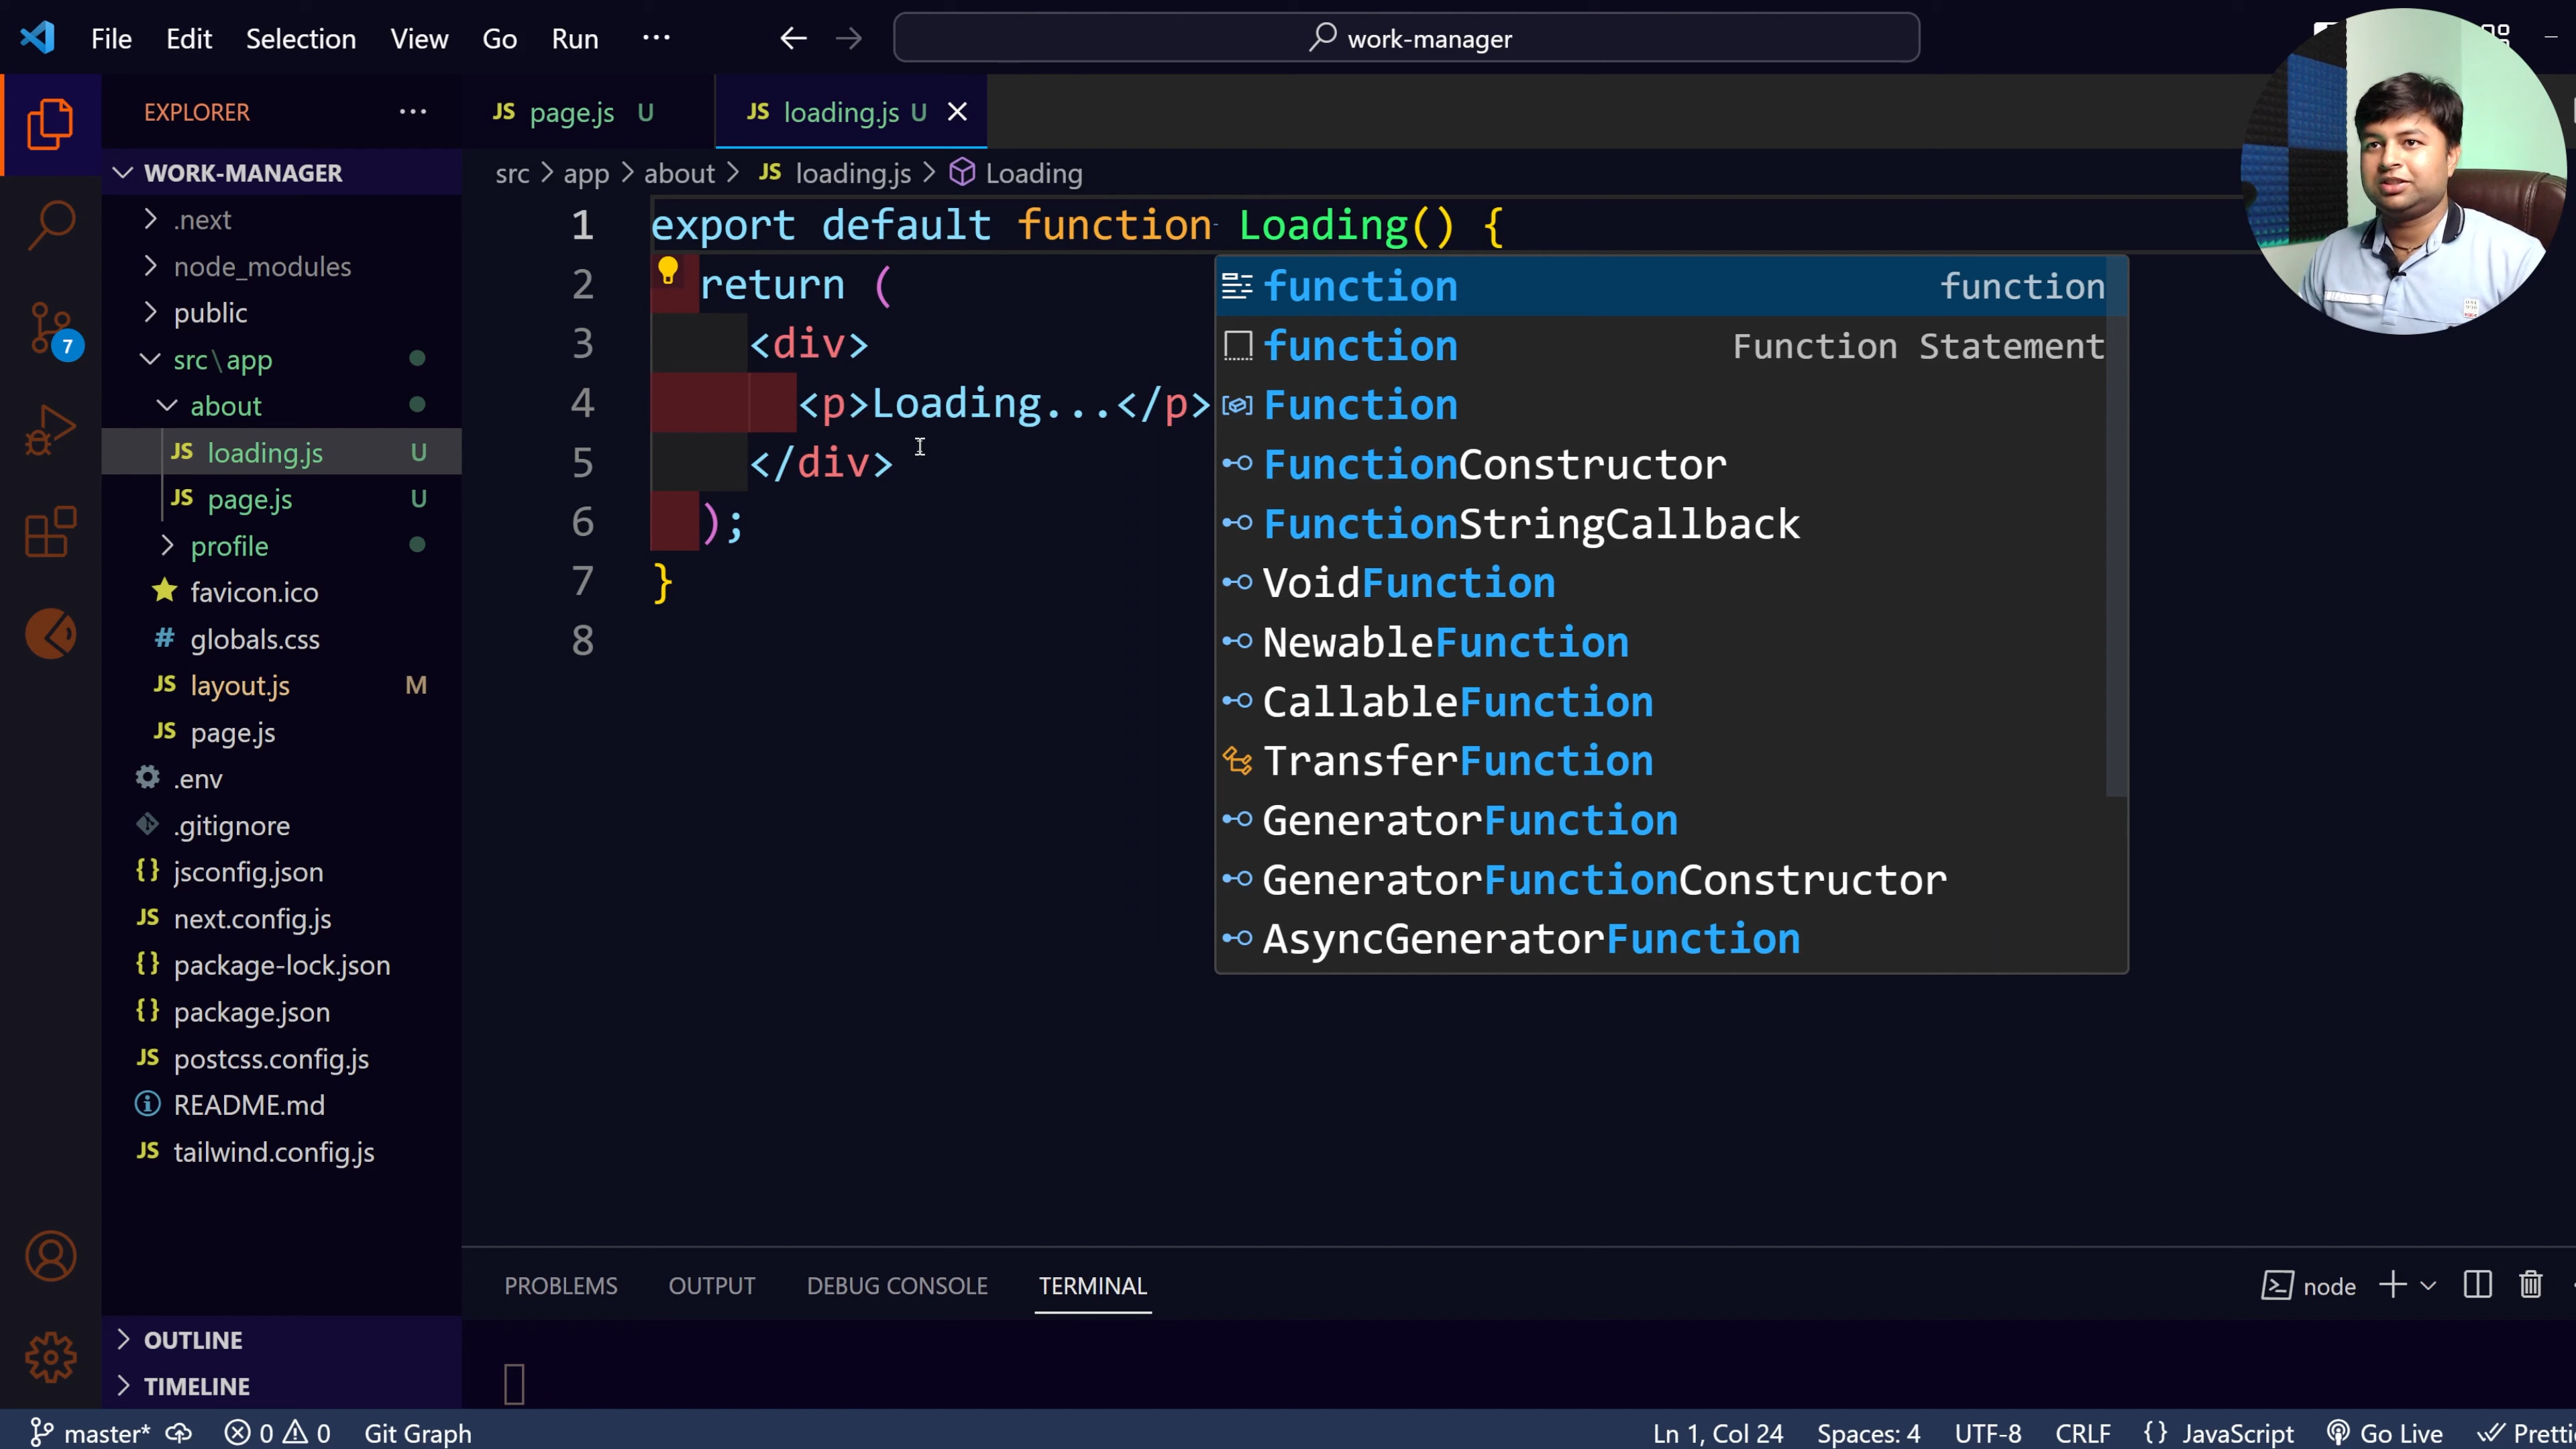 File Edit Selection View Go Run ··· work-manager
EXPLORER ···
WORK-MANAGER
.next
node_modules
public
src\app
about
JS loading.js U
JS page.js U
profile
favicon.ico
# globals.css
JS layout.js M
JS page.js
.env
.gitignore
{} jsconfig.json
JS next.config.js
{} package-lock.json
{} package.json
JS postcss.config.js
README.md
JS tailwind.config.js
OUTLINE
TIMELINE
7
JS page.js U JS loading.js U
src > app > about > JS loading.js > Loading
1 export default function Loading() {
2 return (
3 <div>
4 <p>Loading...</p>
5 </div>
6 );
7 }
8
function function
function Function Statement
Function
FunctionConstructor
FunctionStringCallback
VoidFunction
NewableFunction
CallableFunction
TransferFunction
GeneratorFunction
GeneratorFunctionConstructor
AsyncGeneratorFunction
PROBLEMS OUTPUT DEBUG CONSOLE TERMINAL node
master* 0 0 Git Graph Ln 1, Col 24 Spaces: 4 UTF-8 CRLF {} JavaScript Go Live Pretti